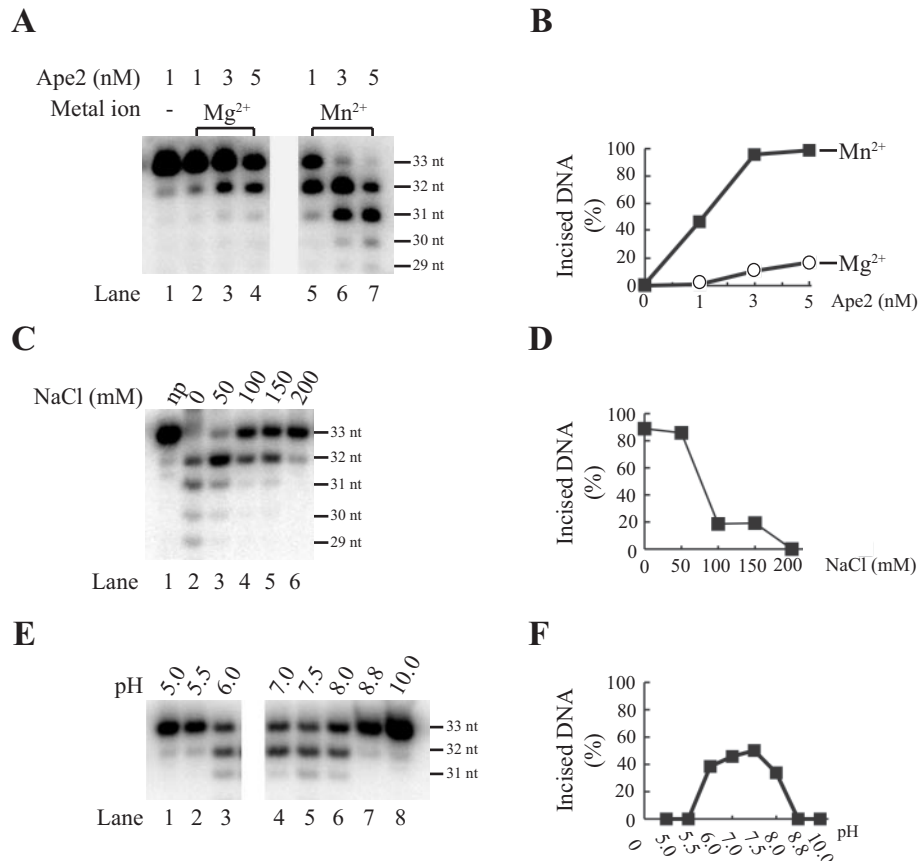 A
Ape2 (nM) 1 1 3 5 1 3 5
Metal ion - Mg²⁺ Mn²⁺
33 nt
32 nt
31 nt
30 nt
29 nt
Lane 1 2 3 4 5 6 7
B
Incised DNA (%)
100
80
60
40
20
0
0 1 3 5 Ape2 (nM)
Mn²⁺
Mg²⁺
C
NaCl (mM) np 0 50 100 150 200
33 nt
32 nt
31 nt
30 nt
29 nt
Lane 1 2 3 4 5 6
D
Incised DNA (%)
100
80
60
40
20
0
0 50 100 150 200 NaCl (mM)
E
pH 5.0 5.5 6.0 7.0 7.5 8.0 8.8 10.0
33 nt
32 nt
31 nt
Lane 1 2 3 4 5 6 7 8
F
Incised DNA (%)
100
80
60
40
20
0
0 5.0 5.5 6.0 7.0 7.5 8.0 8.8 10.0 pH